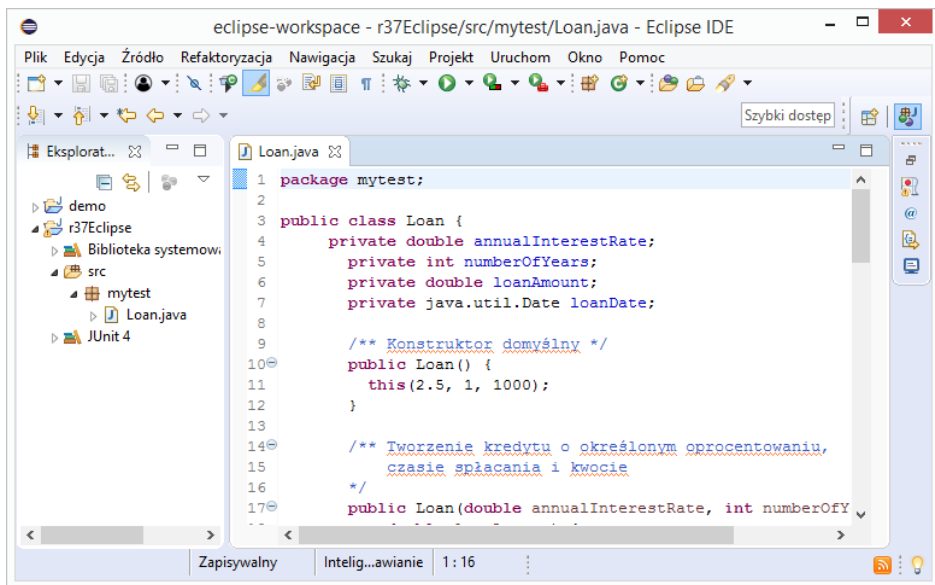 eclipse-workspace - r37Eclipse/src/mytest/Loan.java - Eclipse IDE
Plik Edycja Źródło Refaktoryzacja Nawigacja Szukaj Projekt Uruchom Okno Pomoc
Szybki dostęp
Eksplorat...
demo
r37Eclipse
Biblioteka systemow
src
mytest
Loan.java
JUnit 4
Loan.java
1 package mytest;
2
3 public class Loan {
4 private double annualInterestRate;
5 private int numberOfYears;
6 private double loanAmount;
7 private java.util.Date loanDate;
8
9 /** Konstruktor domyślny */
10 public Loan() {
11 this(2.5, 1, 1000);
12 }
13
14 /** Tworzenie kredytu o określonym oprocentowaniu,
15 czasie spłacania i kwocie
16 */
17 public Loan(double annualInterestRate, int numberOfY
Zapisywalny Intelig...awianie 1 : 16